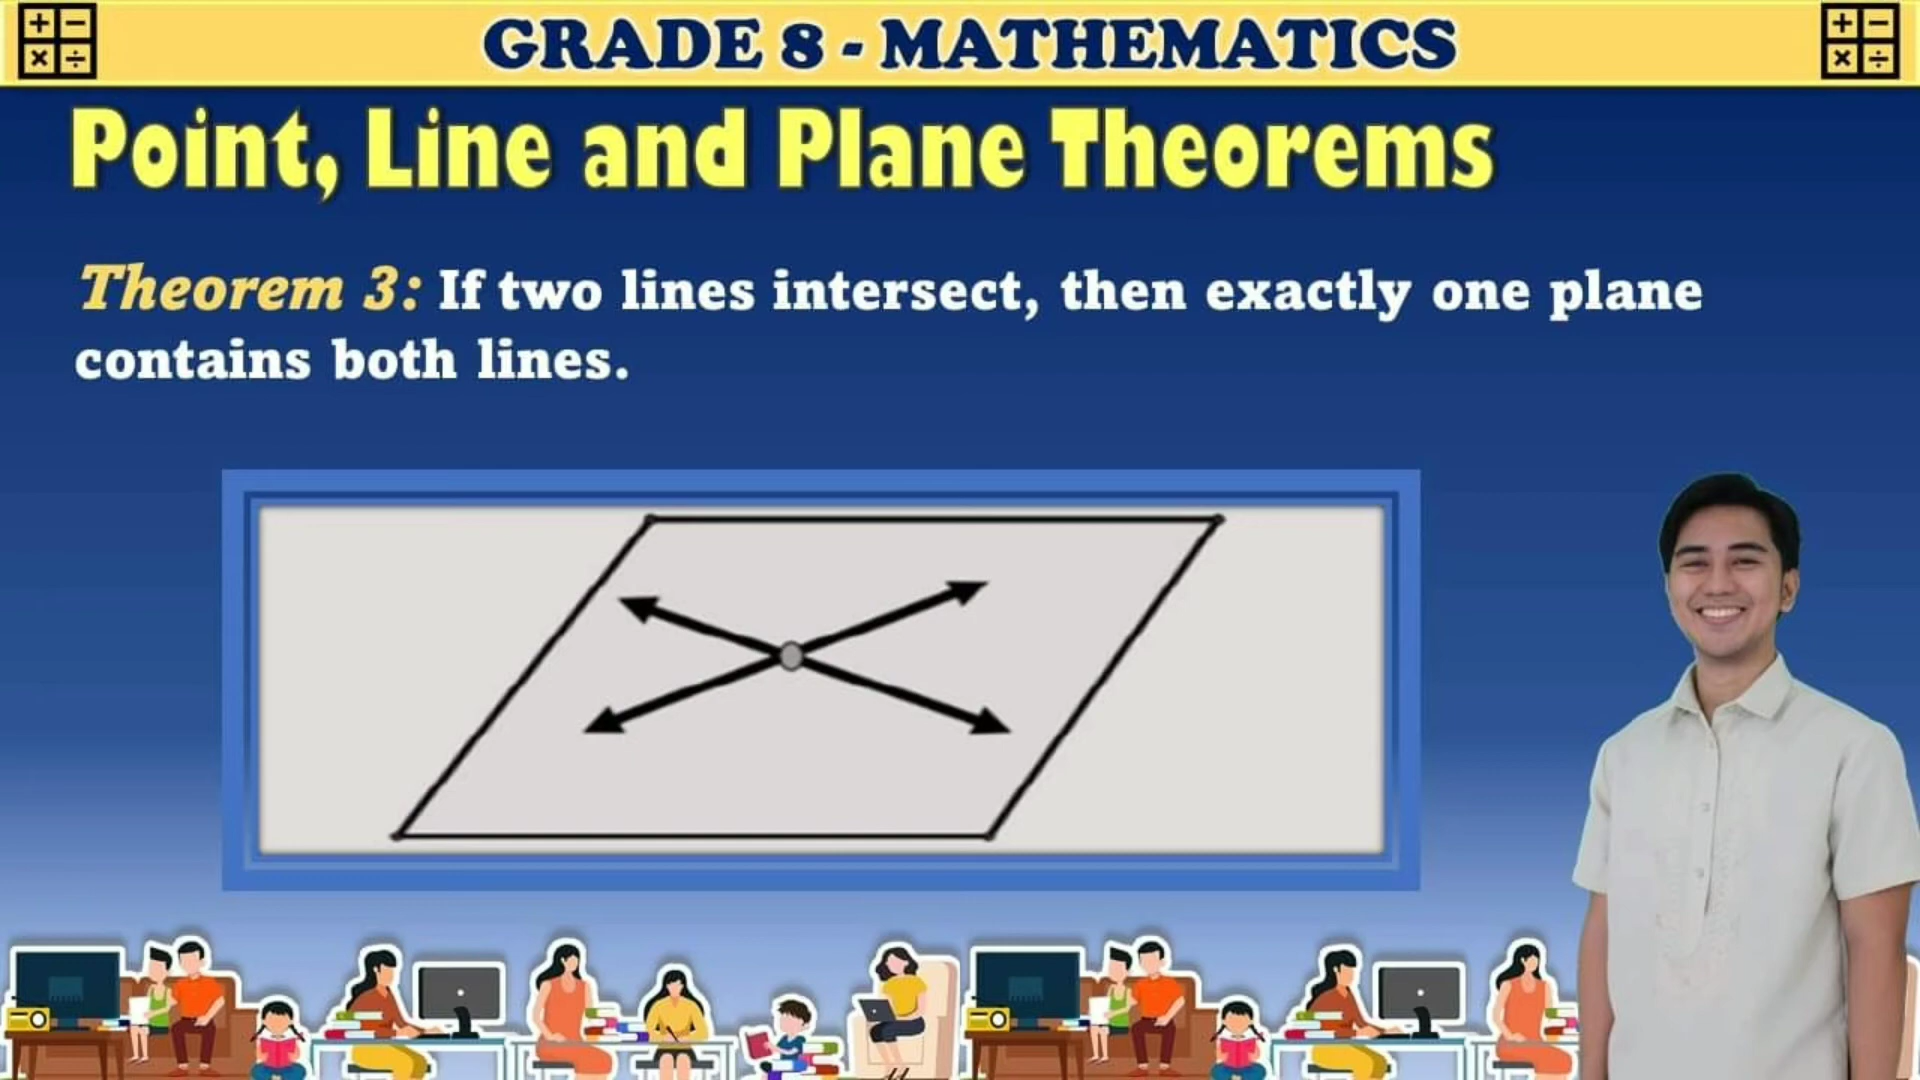 GRADE 8 - MATHEMATICS
Point, Line and Plane Theorems
Theorem 3: If two lines intersect, then exactly one plane
contains both lines.